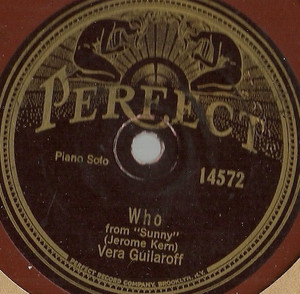 PERFECT
Piano Solo
14572
Who
from "Sunny"
(Jerome Kern)
Vera Guilaroff
PERFECT RECORD COMPANY, BROOKLYN, N.Y.